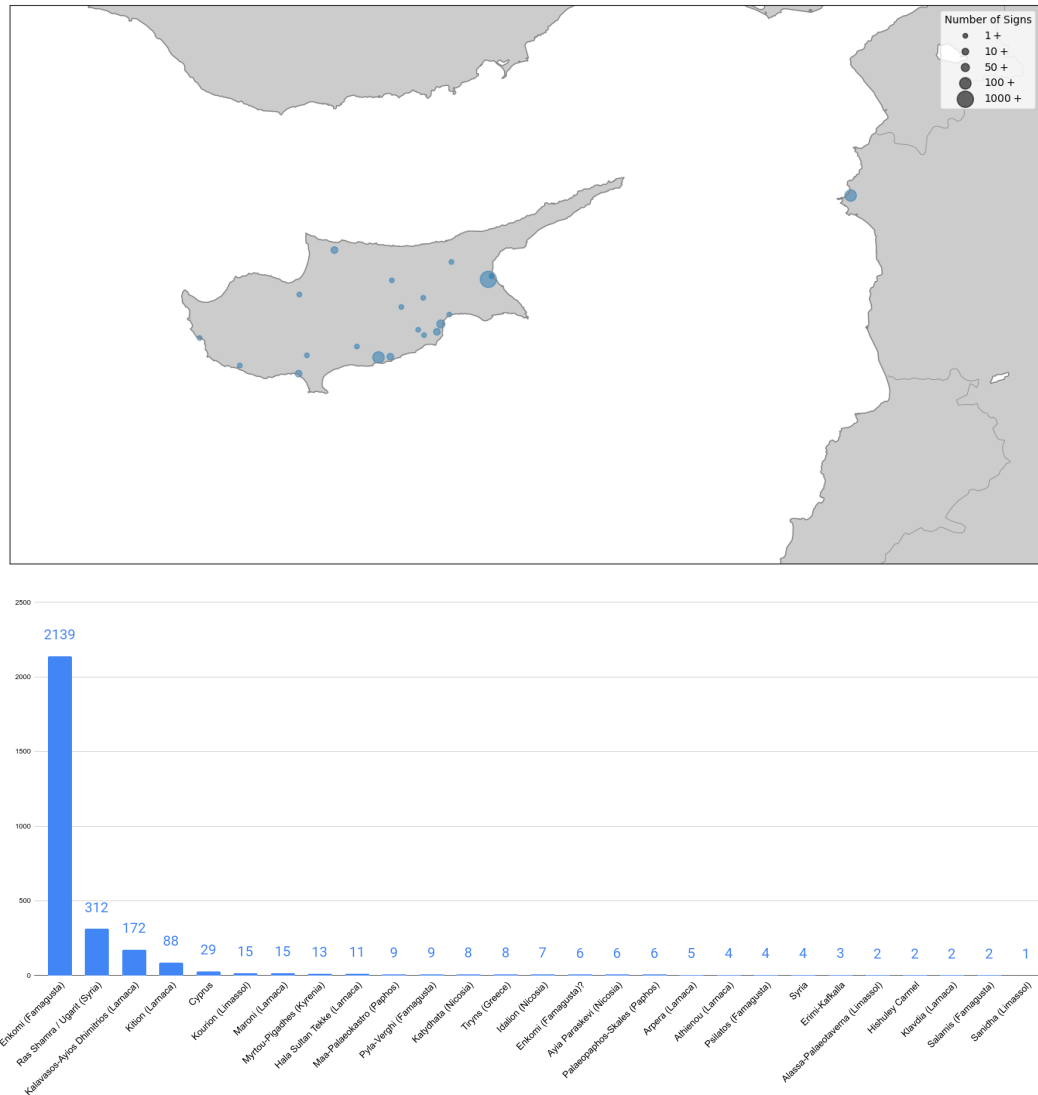 Number of Signs
1 +
10 +
50 +
100 +
1000 +
2500
2000
1500
1000
500
0
2139
312
172
88
29
15
15
13
11
9
9
8
8
7
6
6
6
5
4
4
4
3
2
2
2
2
1
Enkomi (Famagusta)
Ras Shamra / Ugarit (Syria)
Kalavasos-Ayios Dhimitrios (Larnaca)
Kition (Larnaca)
Cyprus
Kourion (Limassol)
Maroni (Larnaca)
Myrtou-Pigadhes (Kyrenia)
Hala Sultan Tekke (Larnaca)
Maa-Palaeokastro (Paphos)
Pyla-Verghi (Famagusta)
Katydhata (Nicosia)
Tiryns (Greece)
Idalion (Nicosia)
Enkomi (Famagusta)?
Ayia Paraskevi (Nicosia)
Palaeopaphos-Skales (Paphos)
Arpera (Larnaca)
Athienou (Larnaca)
Psilatos (Famagusta)
Syria
Erimi-Kafkalla
Alassa-Palaeotaverna (Limassol)
Hishuley Carmel
Klavdia (Larnaca)
Salamis (Famagusta)
Sanidha (Limassol)